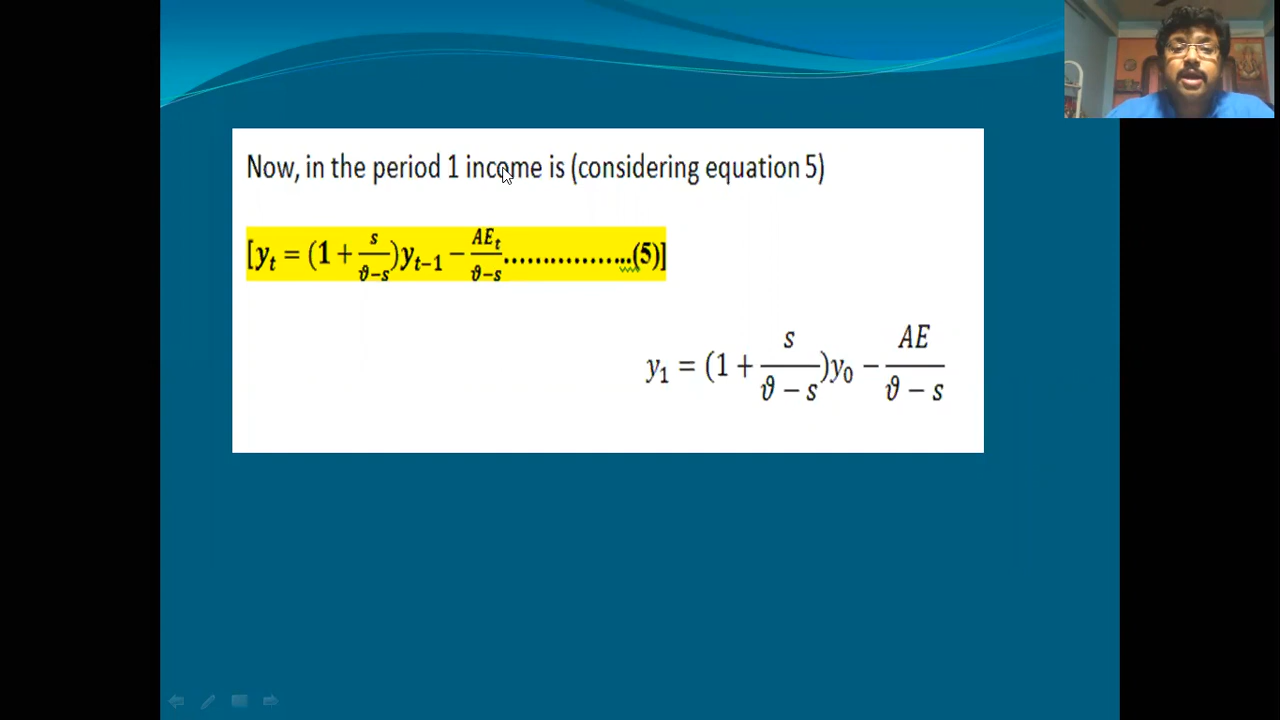 Now, in the period 1 income is (considering equation 5)
[yₜ = (1 + s/(ϑ−s))yₜ₋₁ − AEₜ/(ϑ−s)..................(5)]
y₁ = (1 + s/(ϑ − s))y₀ − AE/(ϑ − s)